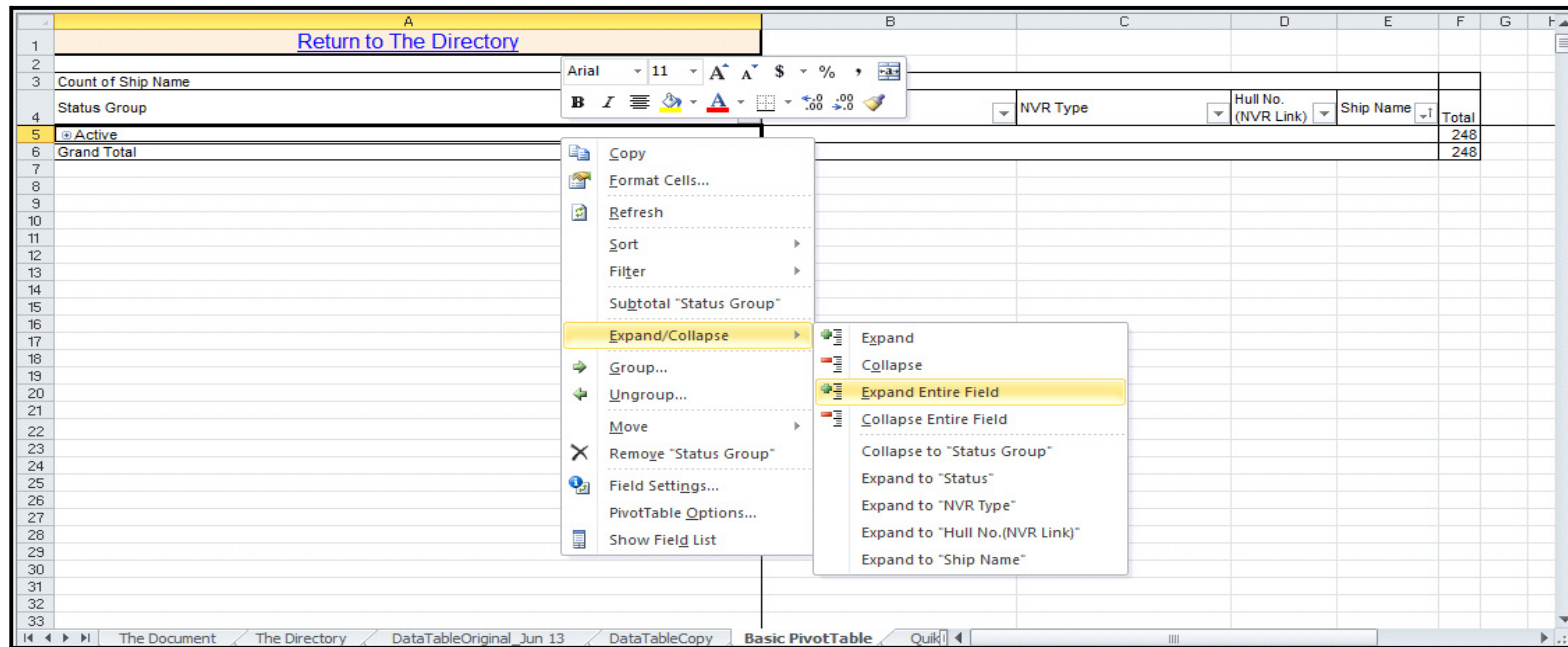 A B C D E F G
1 Return to The Directory
2
3 Count of Ship Name
4 Status Group NVR Type Hull No. (NVR Link) Ship Name Total
5 Active 248
6 Grand Total 248
7
8
9
10
11
12
13
14
15
16
17
18
19
20
21
22
23
24
25
26
27
28
29
30
31
32
33
Arial 11 A A $ % , a
B I A .0 .00 .00 .0
Copy
Format Cells...
Refresh
Sort
Filter
Subtotal "Status Group"
Expand/Collapse
Group...
Ungroup...
Move
Remove "Status Group"
Field Settings...
PivotTable Options...
Show Field List
Expand
Collapse
Expand Entire Field
Collapse Entire Field
Collapse to "Status Group"
Expand to "Status"
Expand to "NVR Type"
Expand to "Hull No.(NVR Link)"
Expand to "Ship Name"
The Document The Directory DataTableOriginal_Jun 13 DataTableCopy Basic PivotTable